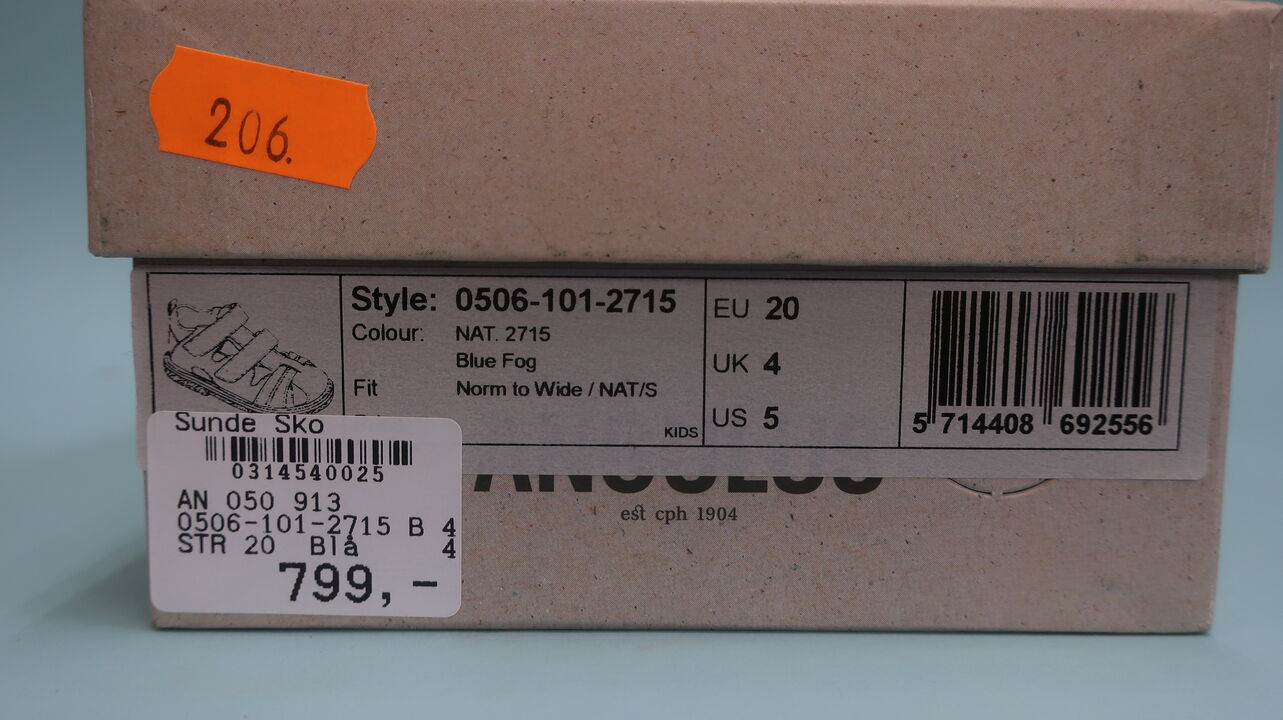 206.
Style: 0506-101-2715
Colour: NAT. 2715
Blue Fog
Fit Norm to Wide / NAT/S
KIDS
EU 20
UK 4
US 5
5 714408 692556
est cph 1904
Sunde Sko
0314540025
AN 050 913
0506-101-2715 B 4
STR 20 Blå 4
799,-